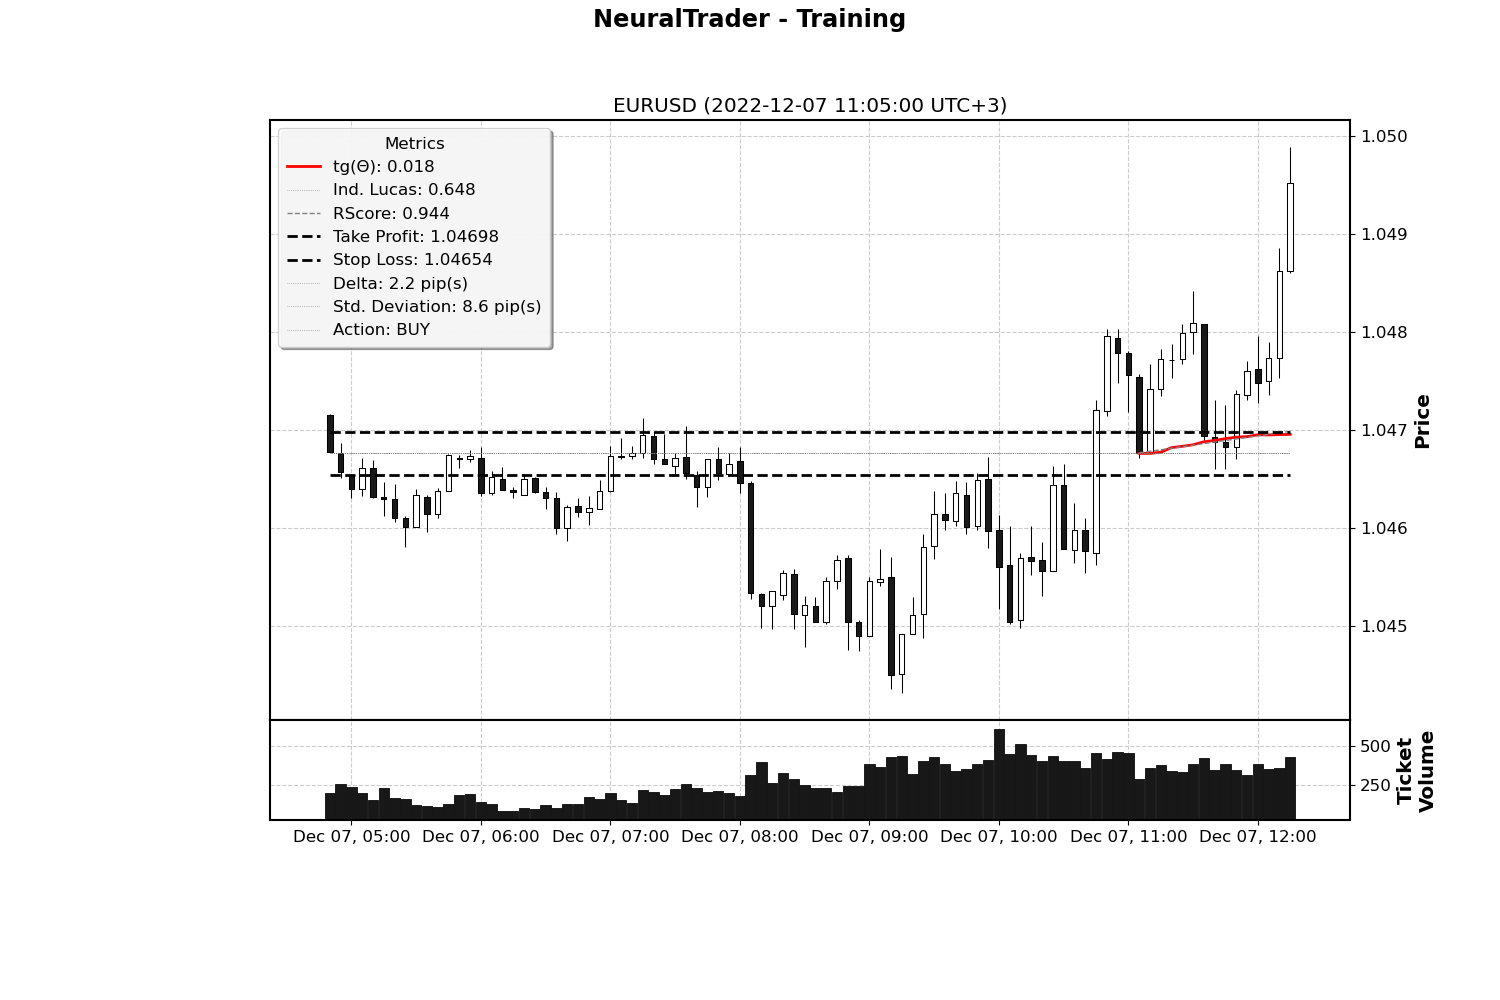 NeuralTrader - Training
EURUSD (2022-12-07 11:05:00 UTC+3)
Metrics
tg(Θ): 0.018
Ind. Lucas: 0.648
RScore: 0.944
Take Profit: 1.04698
Stop Loss: 1.04654
Delta: 2.2 pip(s)
Std. Deviation: 8.6 pip(s)
Action: BUY
1.050
1.049
1.048
1.047
1.046
1.045
Price
500
250
Ticket
Volume
Dec 07, 05:00 Dec 07, 06:00 Dec 07, 07:00 Dec 07, 08:00 Dec 07, 09:00 Dec 07, 10:00 Dec 07, 11:00 Dec 07, 12:00